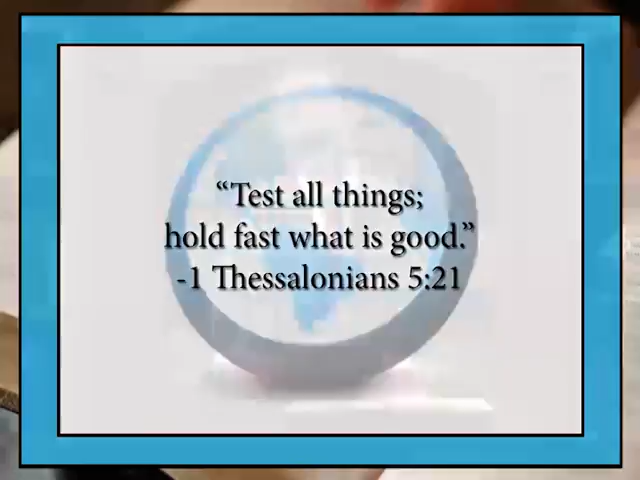 “Test all things;
hold fast what is good.”
-1 Thessalonians 5:21